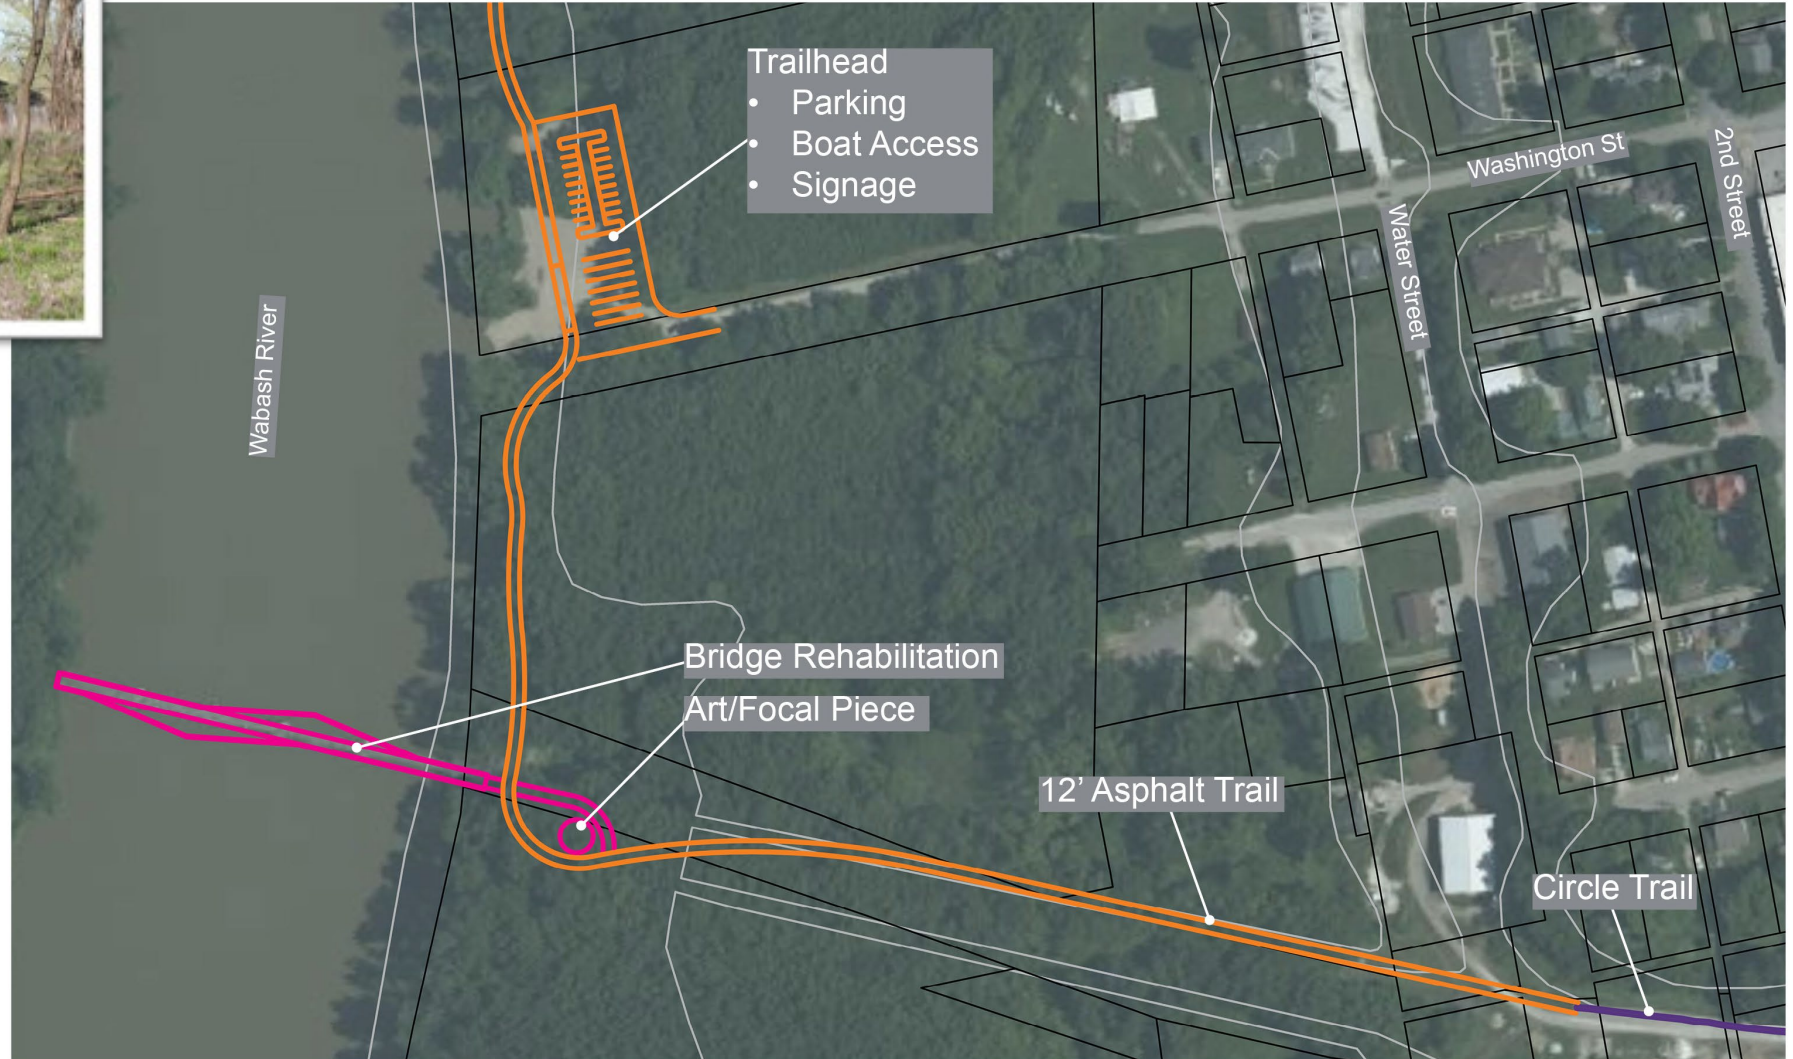 Trailhead
• Parking
• Boat Access
• Signage
Washington St
2nd Street
Water Street
Wabash River
Bridge Rehabilitation
Art/Focal Piece
12' Asphalt Trail
Circle Trail